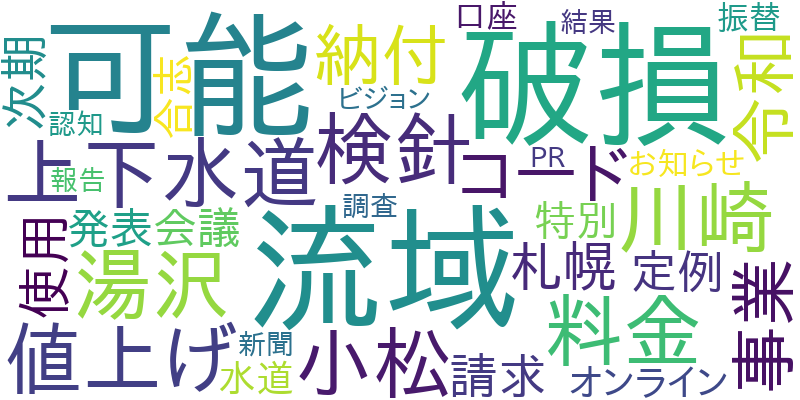 可能
破損
流域
口座
結果
振替
納付
令和
次期
合志
認知
ビジョン
上下水道
検針
コード
PR
お知らせ
報告
川崎
調査
特別
発表
会議
使用
湯沢
札幌
定例
事業
値上げ
新聞
小松
料金
水道
請求
オンライン